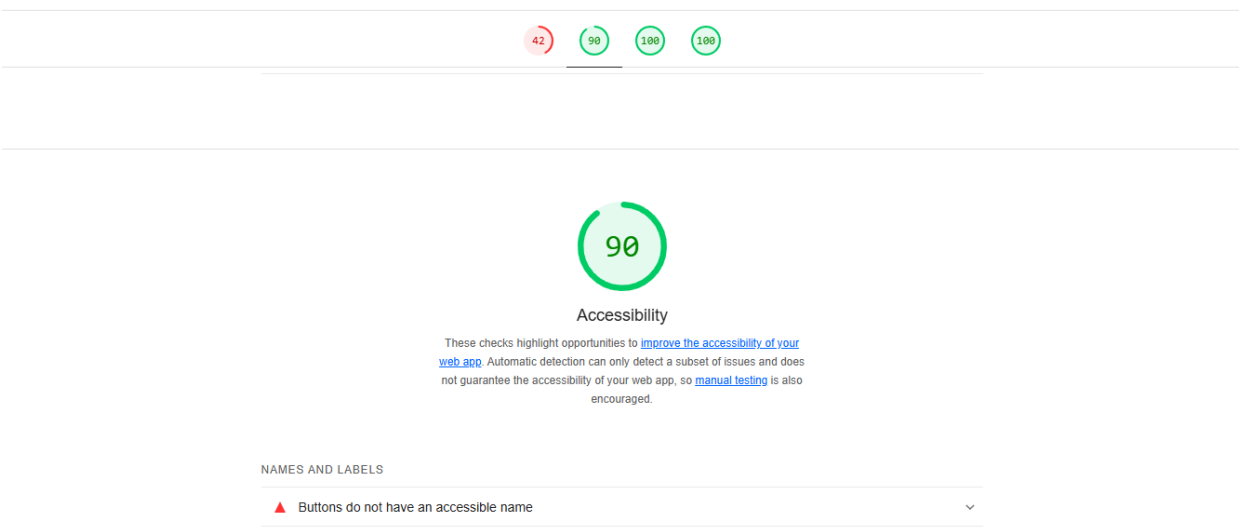 42 90 100 100
90
Accessibility
These checks highlight opportunities to improve the accessibility of your
web app. Automatic detection can only detect a subset of issues and does
not guarantee the accessibility of your web app, so manual testing is also
encouraged.
NAMES AND LABELS
Buttons do not have an accessible name